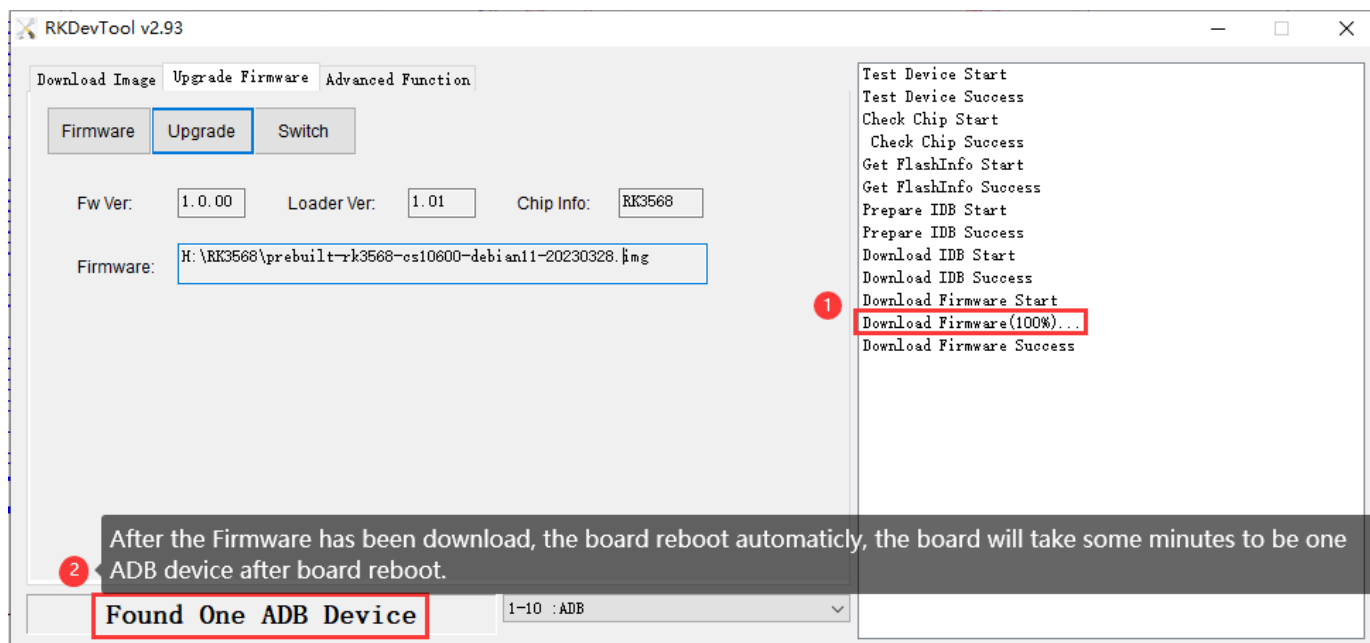 RKDevTool v2.93
Download Image Upgrade Firmware Advanced Function
Firmware Upgrade Switch
Fw Ver: 1.0.00 Loader Ver: 1.01 Chip Info: RK3568
Firmware: H:\RK3568\prebuilt-rk3568-cs10600-debian11-20230328.img
Test Device Start
Test Device Success
Check Chip Start
Check Chip Success
Get FlashInfo Start
Get FlashInfo Success
Prepare IDB Start
Prepare IDB Success
Download IDB Start
Download IDB Success
Download Firmware Start
1 Download Firmware(100%)...
Download Firmware Success
After the Firmware has been download, the board reboot automaticly, the board will take some minutes to be one
2 ADB device after board reboot.
Found One ADB Device 1-10 :ADB